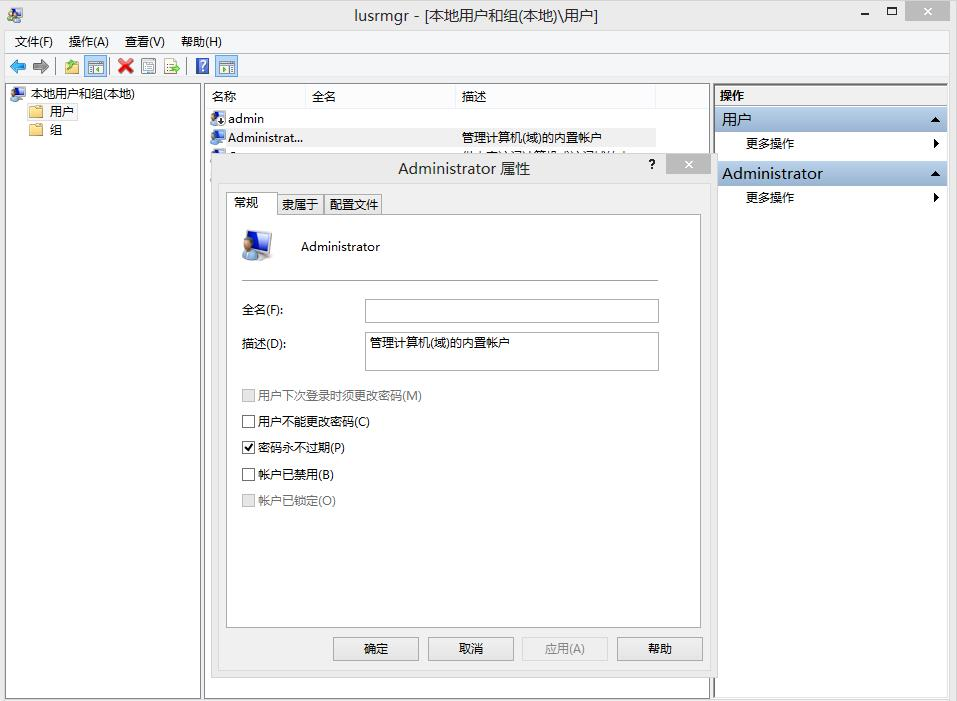 lusrmgr - [本地用户和组(本地)\用户]
文件(F) 操作(A) 查看(V) 帮助(H)
本地用户和组(本地)
用户
组
名称 全名 描述
admin
Administrat... 管理计算机(域)的内置帐户
操作
用户
更多操作
Administrator
更多操作
Administrator 属性
常规 隶属于 配置文件
Administrator
全名(F):
描述(D): 管理计算机(域)的内置帐户
用户下次登录时须更改密码(M)
用户不能更改密码(C)
密码永不过期(P)
帐户已禁用(B)
帐户已锁定(O)
确定 取消 应用(A) 帮助